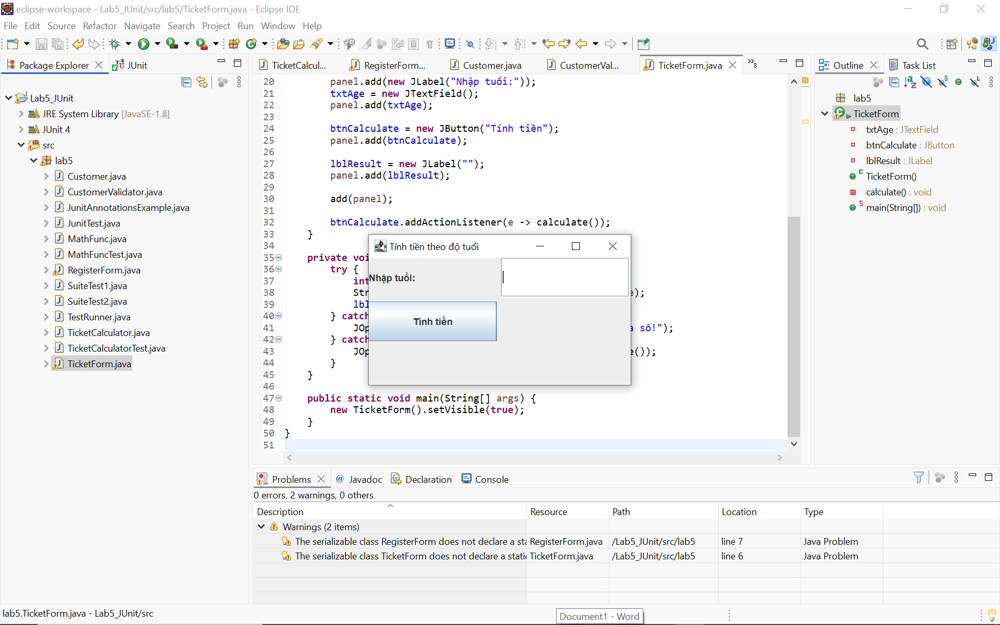 eclipse-workspace - Lab5_JUnit/src/lab5/TicketForm.java - Eclipse IDE
File Edit Source Refactor Navigate Search Project Run Window Help
Package Explorer
JUnit
Lab5_JUnit
JRE System Library [JavaSE-1.8]
JUnit 4
src
lab5
Customer.java
CustomerValidator.java
JunitAnnotationsExample.java
JunitTest.java
MathFunc.java
MathFuncTest.java
RegisterForm.java
SuiteTest1.java
SuiteTest2.java
TestRunner.java
TicketCalculator.java
TicketCalculatorTest.java
TicketForm.java
TicketCalcul... RegisterForm... Customer.java CustomerVal... TicketForm.java 8
20 panel.add(new JLabel("Nhập tuổi:"));
21 txtAge = new JTextField();
22 panel.add(txtAge);
23
24 btnCalculate = new JButton("Tính tiền");
25 panel.add(btnCalculate);
26
27 lblResult = new JLabel("");
28 panel.add(lblResult);
29
30 add(panel);
31
32 btnCalculate.addActionListener(e -> calculate());
33 }
34
35 private voi
36 try {
37 int
38 Str e);
39 lbl
40 } catch
41 JOp à số!");
42 } catch
43 JOp e());
44 }
45 }
46
47 public static void main(String[] args) {
48 new TicketForm().setVisible(true);
49 }
50 }
51
Tính tiền theo độ tuổi
Nhập tuổi:
Tính tiền
Outline
Task List
lab5
TicketForm
txtAge : JTextField
btnCalculate : JButton
lblResult : JLabel
TicketForm()
calculate() : void
main(String[]) : void
Problems @ Javadoc Declaration Console
0 errors, 2 warnings, 0 others
Description Resource Path Location Type
Warnings (2 items)
The serializable class RegisterForm does not declare a sta RegisterForm.java /Lab5_JUnit/src/lab5 line 7 Java Problem
The serializable class TicketForm does not declare a static TicketForm.java /Lab5_JUnit/src/lab5 line 6 Java Problem
lab5.TicketForm.java - Lab5_JUnit/src
Document1 - Word